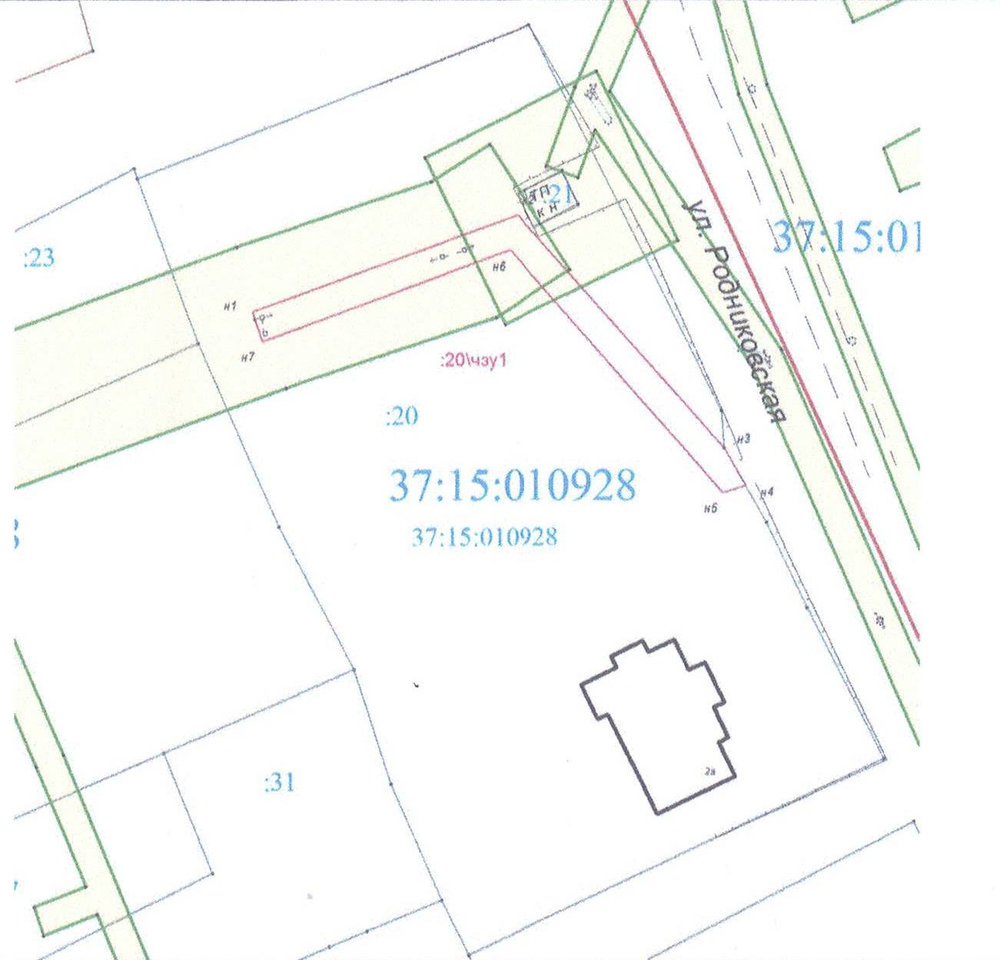 :23
ТП
кн
:21
37:15:01
ул. Родниковская
н1
н6
н7
:20\чзу1
:20
н3
37:15:010928
н4
н6
37:15:010928
:31
2а